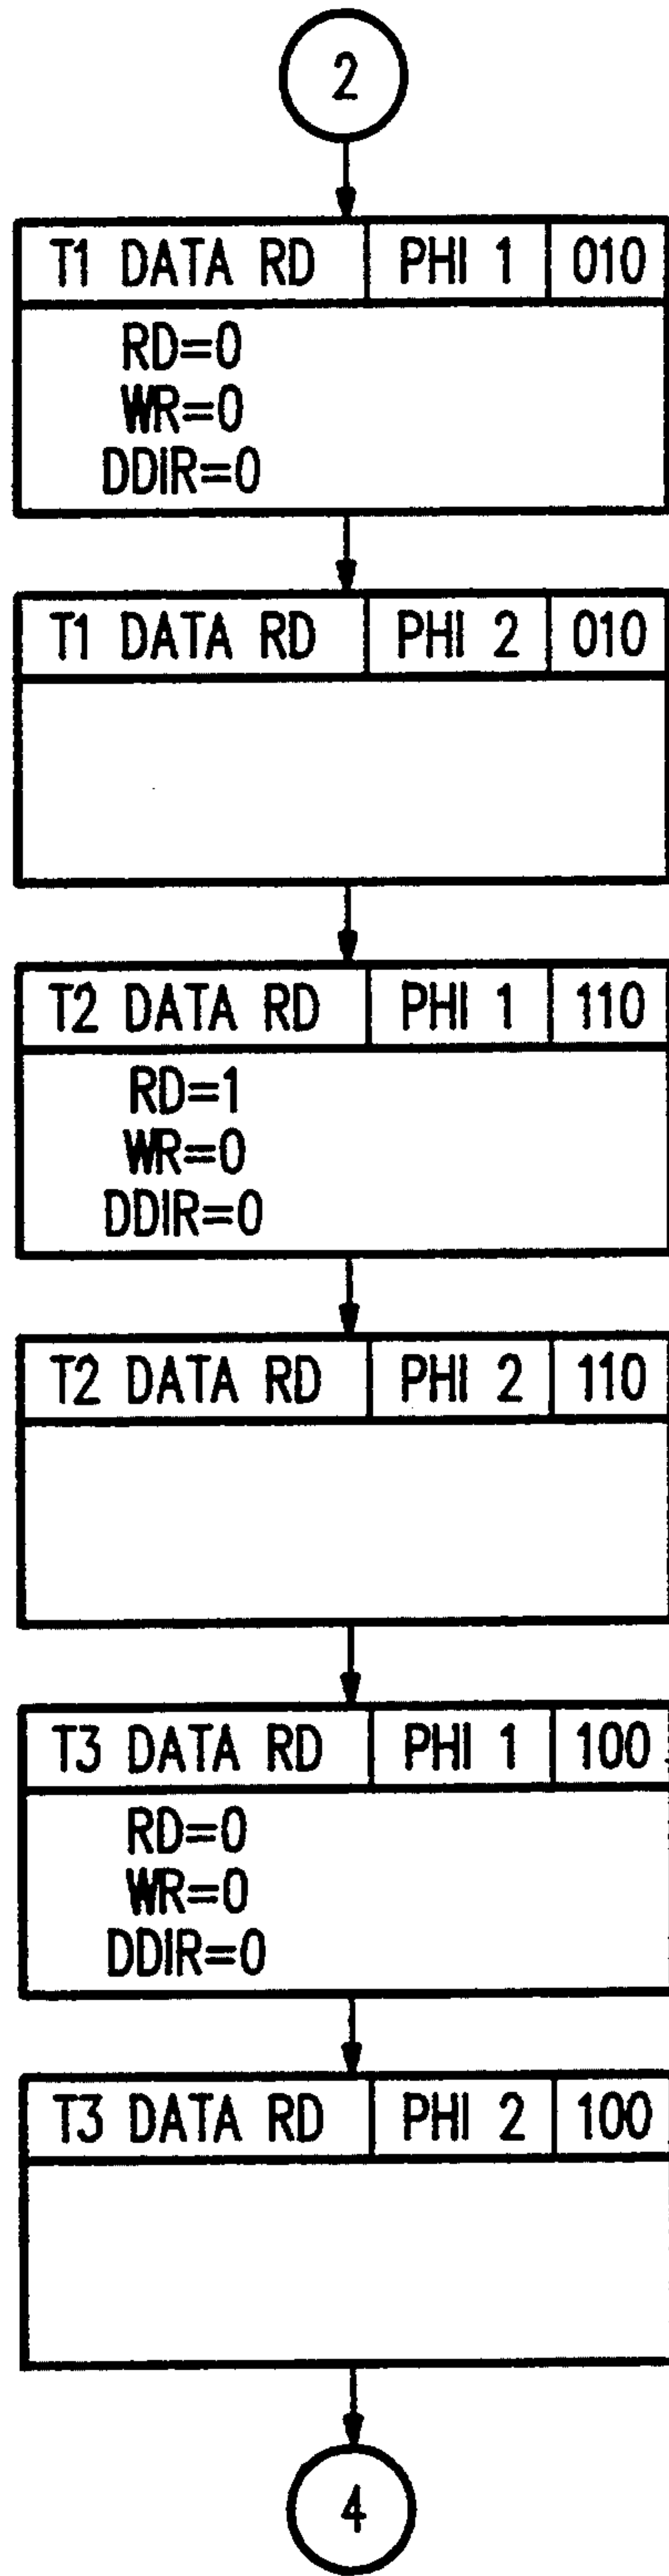 2
T1 DATA RD PHI 1 010
RD=0
WR=0
DDIR=0
T1 DATA RD PHI 2 010
T2 DATA RD PHI 1 110
RD=1
WR=0
DDIR=0
T2 DATA RD PHI 2 110
T3 DATA RD PHI 1 100
RD=0
WR=0
DDIR=0
T3 DATA RD PHI 2 100
4